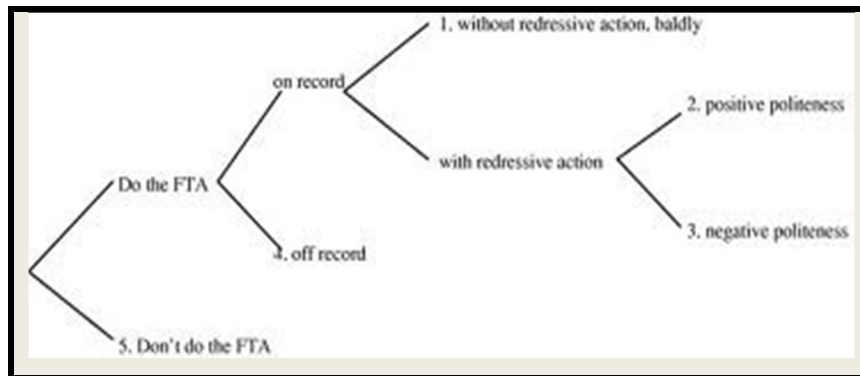 1. without redressive action, baldly
on record
2. positive politeness
with redressive action
Do the FTA
3. negative politeness
4. off record
5. Don't do the FTA